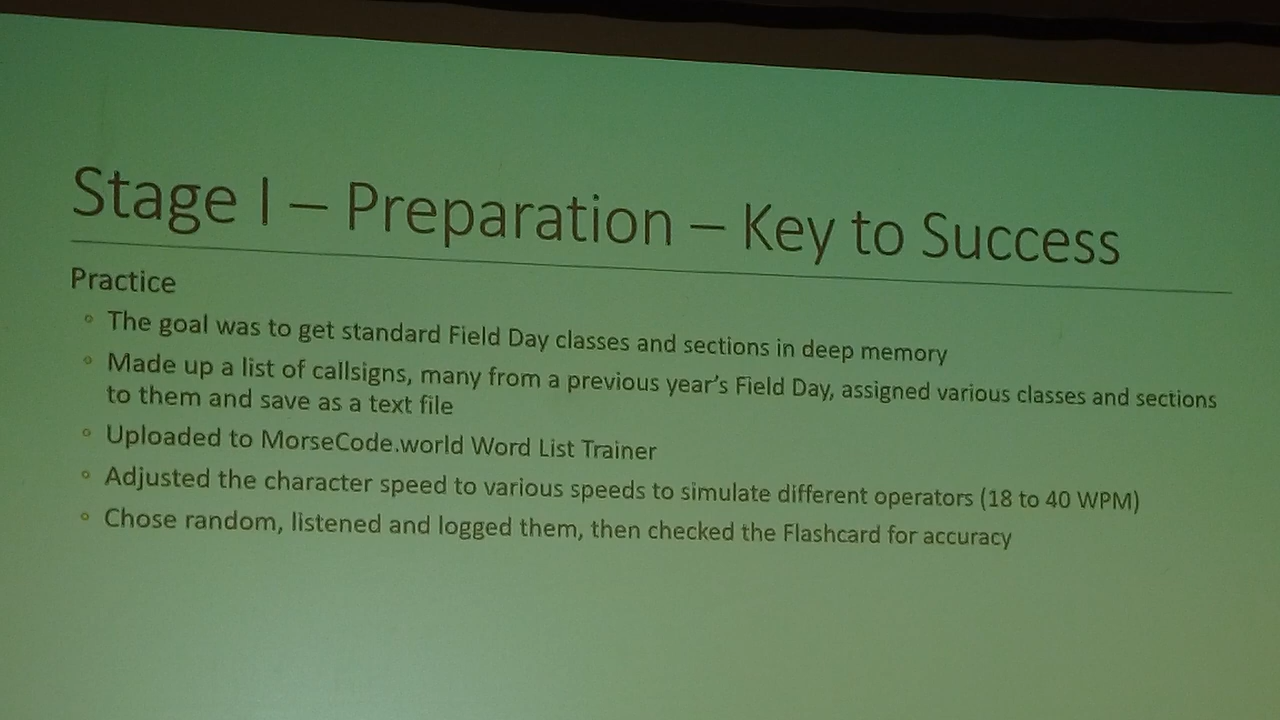 Stage I – Preparation – Key to Success
Practice
◦ The goal was to get standard Field Day classes and sections in deep memory
◦ Made up a list of callsigns, many from a previous year’s Field Day, assigned various classes and sections
to them and save as a text file
◦ Uploaded to MorseCode.world Word List Trainer
◦ Adjusted the character speed to various speeds to simulate different operators (18 to 40 WPM)
◦ Chose random, listened and logged them, then checked the Flashcard for accuracy